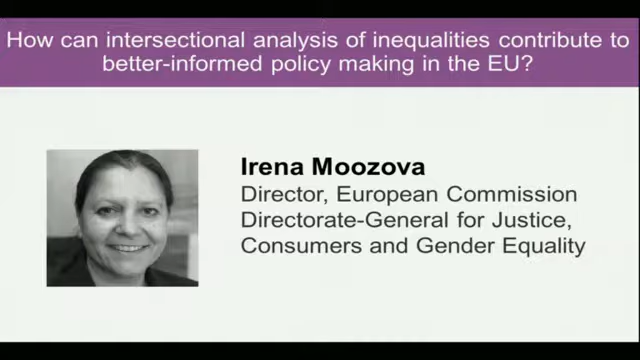 How can intersectional analysis of inequalities contribute to
better-informed policy making in the EU?
Irena Moozova
Director, European Commission
Directorate-General for Justice,
Consumers and Gender Equality